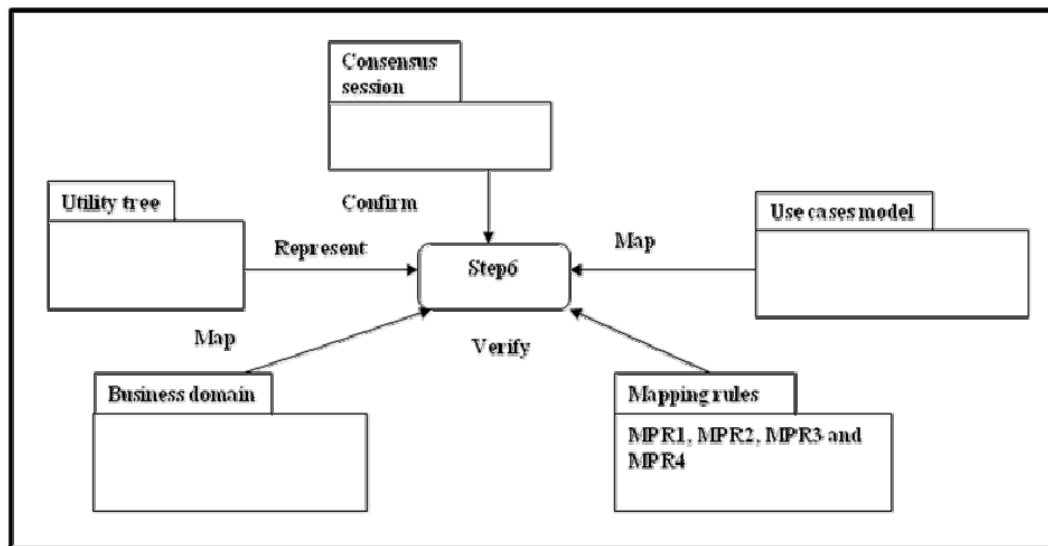 Consensus
session
Utility tree
Confirm
Use cases model
Represent
Map
Step6
Map
Verify
Business domain
Mapping rules
MPR1, MPR2, MPR3 and
MPR4